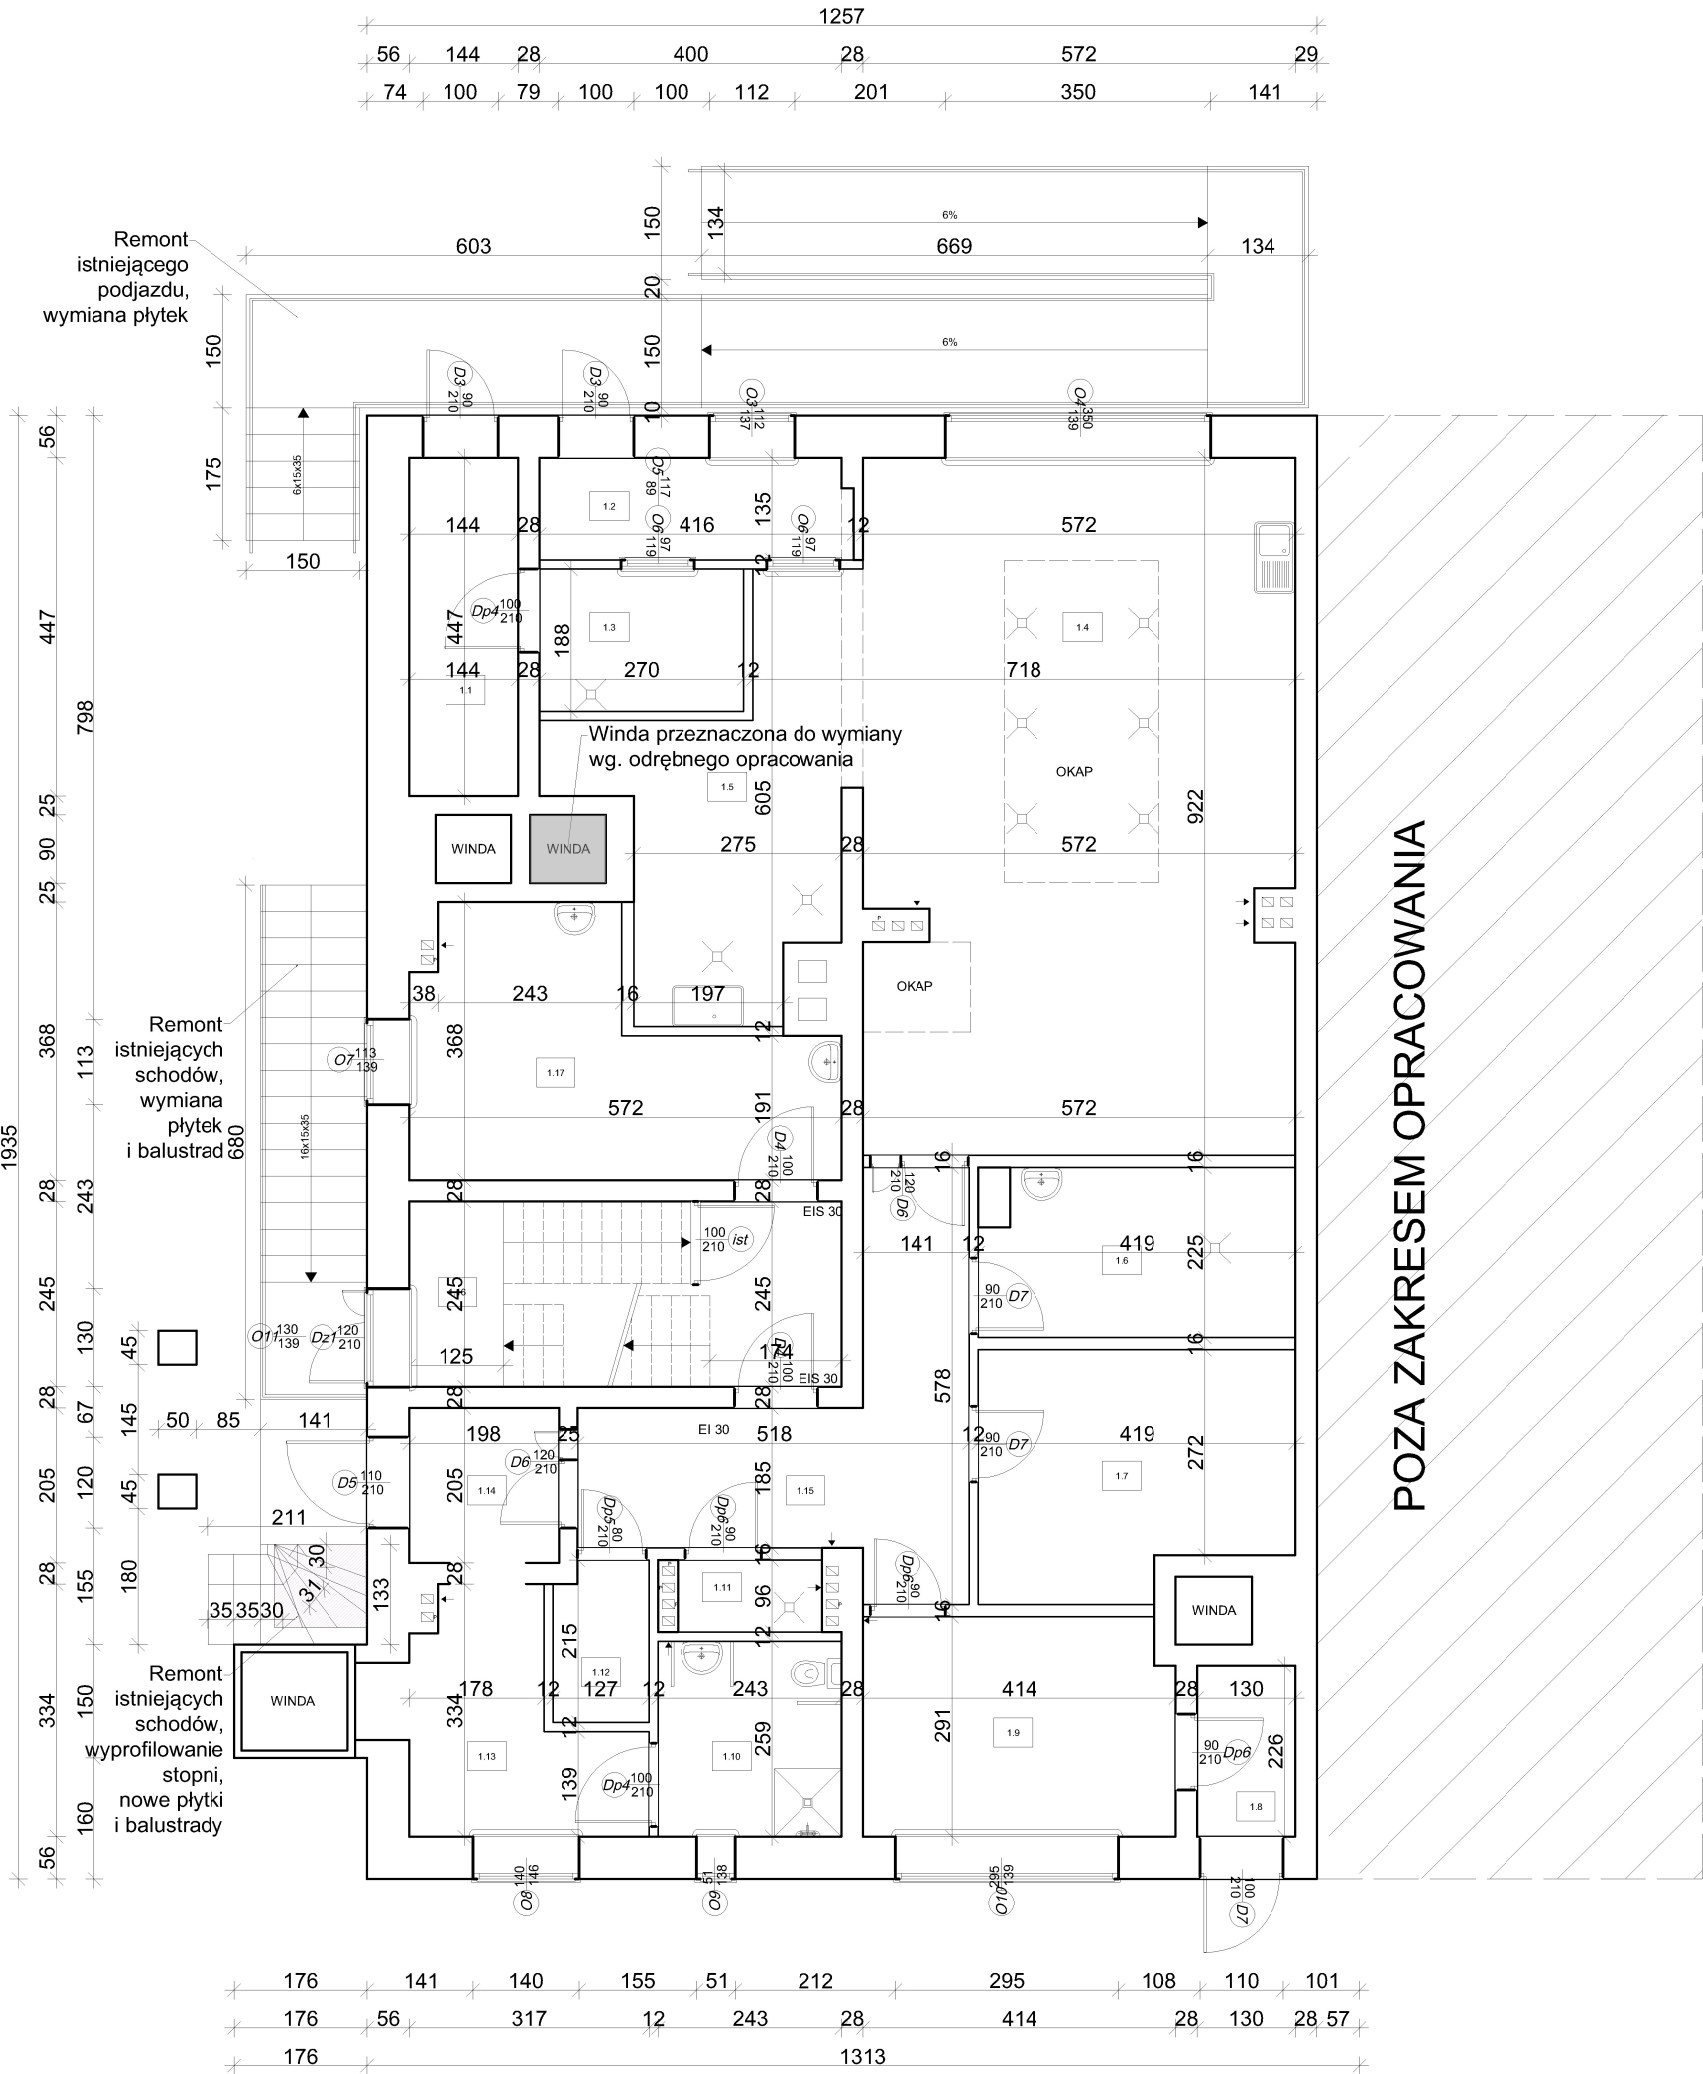 1257
56 144 28 400 28 572 29
74 100 79 100 100 112 201 350 141
150 134 6%
603 669 134
Remont
istniejącego
podjazdu,
wymiana płytek
20
150 150 6%
D3 90 210
D3 90 210
O3 112 137
O4 350 139
10
56
175 6x15x35
O5 117 89
1.2
135
144 28 O6 97 119 416 O6 97 119 12 572
150
12
447
Dp4 100 210
447 188 1.3 1.4
144 28 270 12 718
1.1
798
Winda przeznaczona do wymiany
wg. odrębnego opracowania
OKAP
1.5 605 922
25
90 WINDA WINDA 275 28 572
25
P
OKAP
38 243 16 197
Remont
istniejących
schodów,
wymiana
płytek
i balustrad
368 113 O7 113 139 368 12
1.17
572 191 28 572
680 16x15x35
1935
D4 100 210
16 16
28 243 28 28
EIS 30
120 210 D6
100 210 ist
141 12 419
225 1.6
245 245 245
90 210 D7
130 45 O11 130 139 Dz1 120 210
16
125 174
100 210
EIS 30
578
28 67 28 28
50 85 141 145
198 25 EI 30 518 12 90 210 D7 419
272
D6 120 210
205 120 45 D5 110 210 205 1.14 185 1.15 1.7
211
Dp5 80 210
Dp6 90 210
28 155 180 30 31 133 28 16
1.11 96
Dp6 90 210
35 35 30 16
WINDA
12
Remont
istniejących
schodów,
wyprofilowanie
stopni,
nowe płytki
i balustrady
334 150 WINDA
215 1.12
178 12 127 12 243 28 414 28 130
334 12 259 291 1.9
1.13 1.10
90 210 Dp6
226
139 Dp4 100 210
1.8
160
56
O8 140 146
O9 51 138
O10 295 139
D7 100 210
176 141 140 155 51 212 295 108 110 101
176 56 317 12 243 28 414 28 130 28 57
176 1313
POZA ZAKRESEM OPRACOWANIA